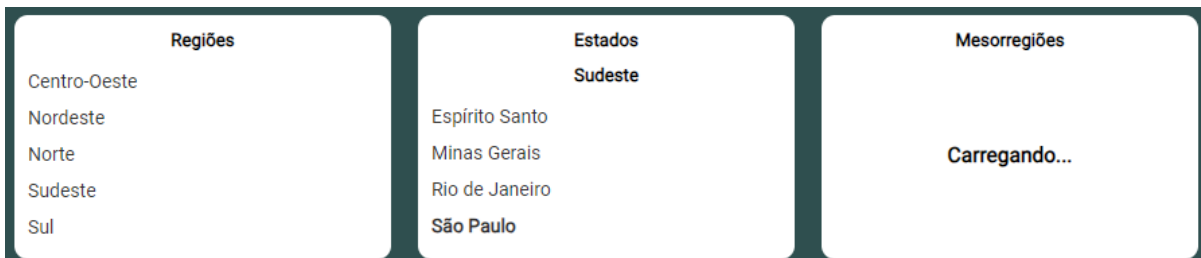 Regiões
Centro-Oeste
Nordeste
Norte
Sudeste
Sul
Estados
Sudeste
Espírito Santo
Minas Gerais
Rio de Janeiro
São Paulo
Mesorregiões
Carregando...